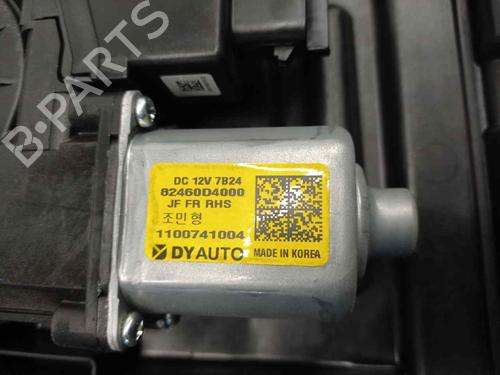 DC 12V 7B24
82460D4000
JF FR RHS
조민형
1100741004
DYAUTO MADE IN KOREA
B-PARTS